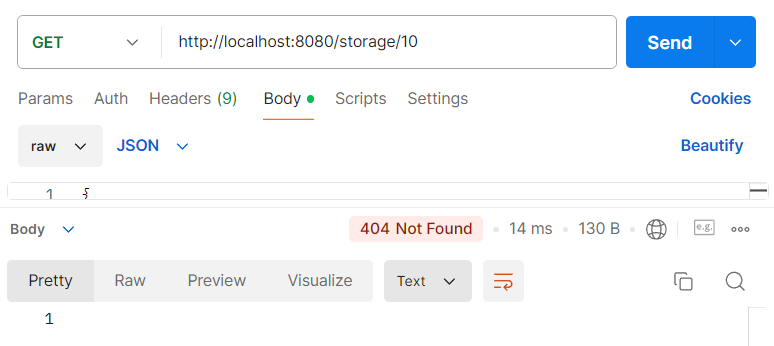 GET http://localhost:8080/storage/10 Send
Params Auth Headers (9) Body Scripts Settings Cookies
raw JSON Beautify
1 {
Body 404 Not Found 14 ms 130 B e.g.
Pretty Raw Preview Visualize Text
1